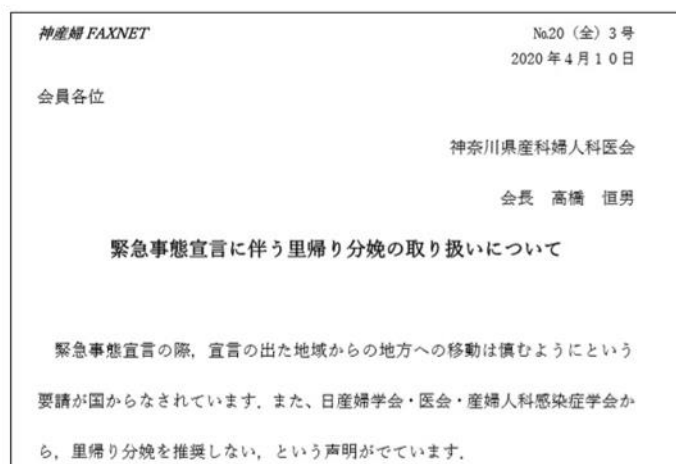 神産婦 FAXNET
№20（全）3号
2020年4月10日
会員各位
神奈川県産科婦人科医会
会長　高橋　恒男
緊急事態宣言に伴う里帰り分娩の取り扱いについて
緊急事態宣言の際，宣言の出た地域からの地方への移動は慎むようにという
要請が国からなされています．また、日産婦学会・医会・産婦人科感染症学会か
ら，里帰り分娩を推奨しない，という声明がでています．